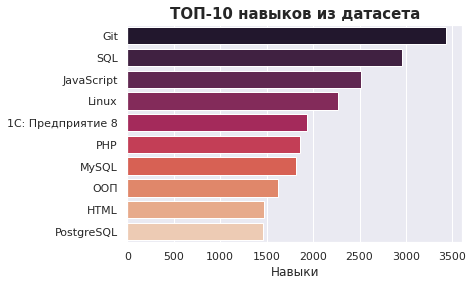 ТОП-10 навыков из датасета
Git
SQL
JavaScript
Linux
1С: Предприятие 8
PHP
MySQL
ООП
HTML
PostgreSQL
0 500 1000 1500 2000 2500 3000 3500
Навыки